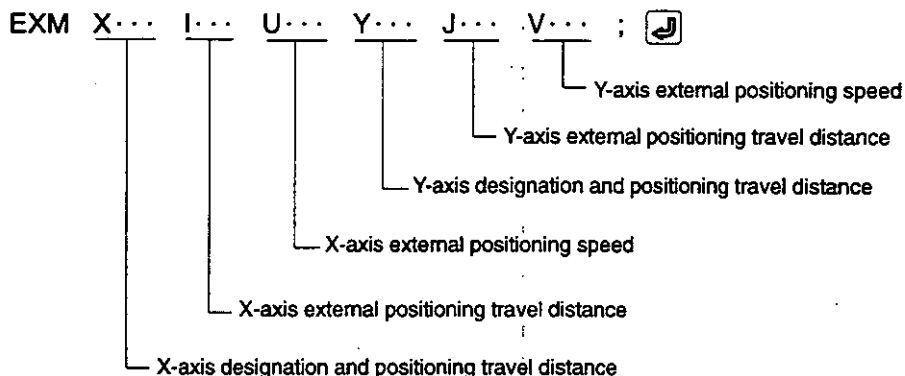 EXM X··· I··· U··· Y··· J··· V··· ;
Y-axis external positioning speed
Y-axis external positioning travel distance
Y-axis designation and positioning travel distance
X-axis external positioning speed
X-axis external positioning travel distance
X-axis designation and positioning travel distance